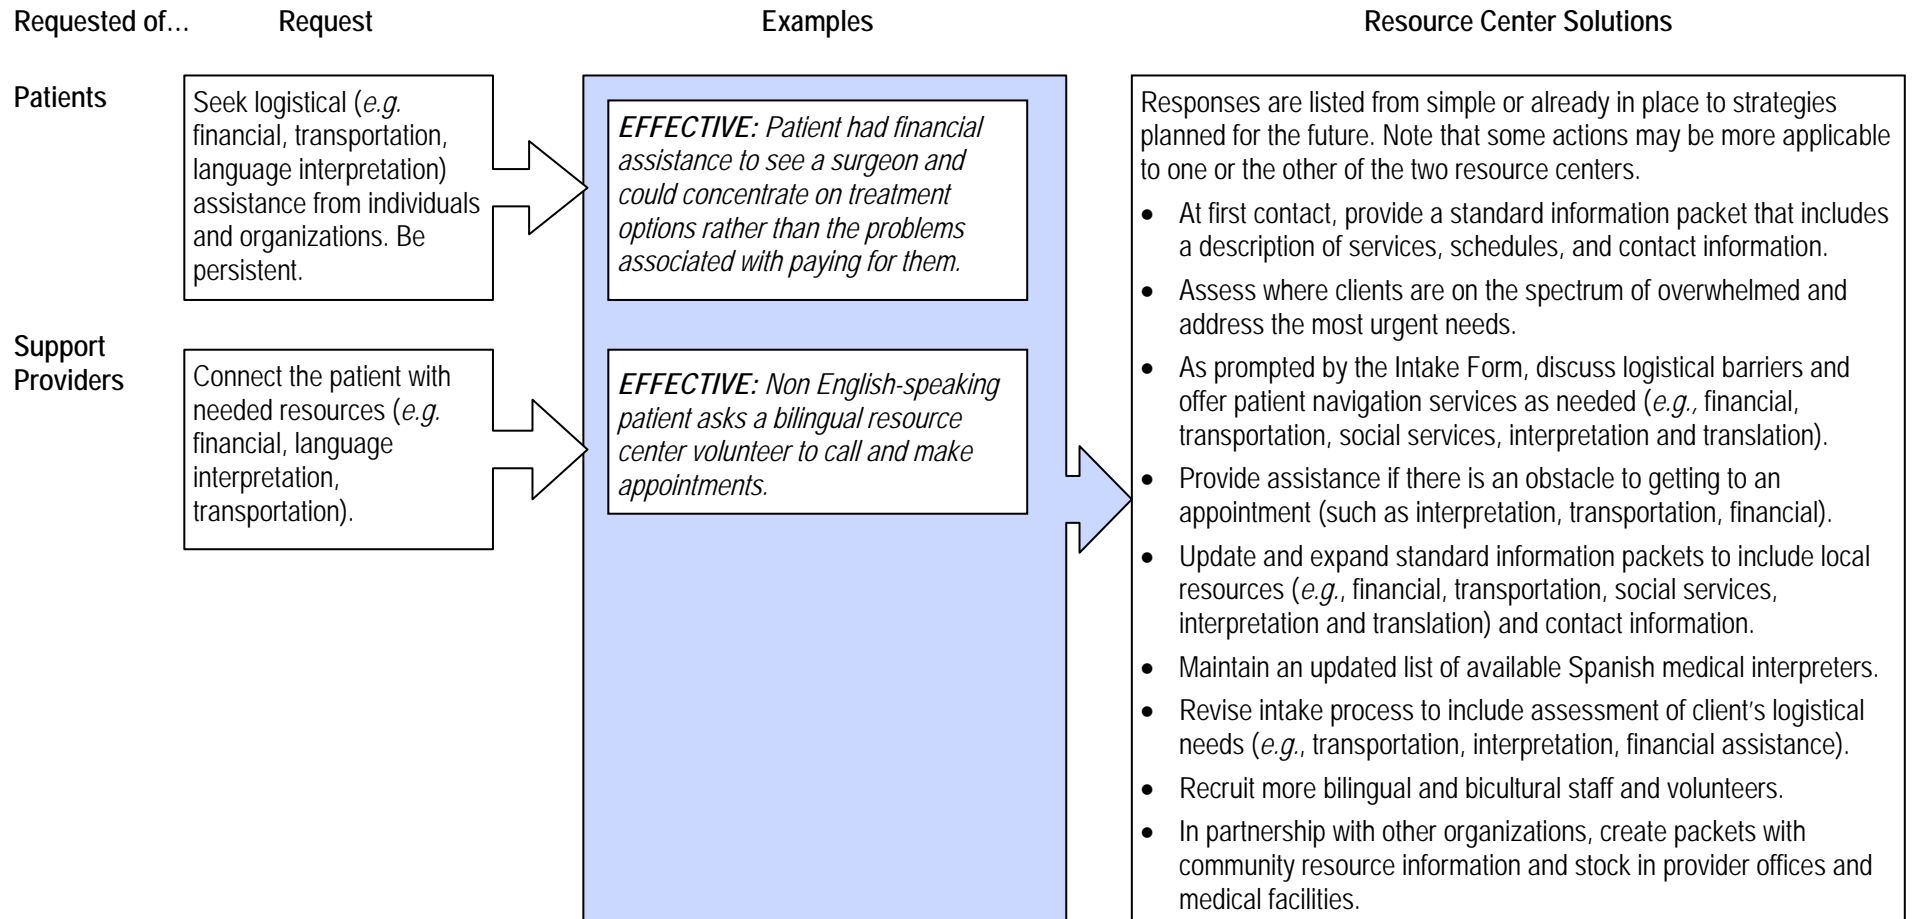 Requested of… Request Examples Resource Center Solutions
Patients
Seek logistical (e.g.
financial, transportation,
language interpretation)
assistance from individuals
and organizations. Be
persistent.
EFFECTIVE: Patient had financial
assistance to see a surgeon and
could concentrate on treatment
options rather than the problems
associated with paying for them.
Support
Providers
Connect the patient with
needed resources (e.g.
financial, language
interpretation,
transportation).
EFFECTIVE: Non English-speaking
patient asks a bilingual resource
center volunteer to call and make
appointments.
Responses are listed from simple or already in place to strategies
planned for the future. Note that some actions may be more applicable
to one or the other of the two resource centers.
• At first contact, provide a standard information packet that includes
a description of services, schedules, and contact information.
• Assess where clients are on the spectrum of overwhelmed and
address the most urgent needs.
• As prompted by the Intake Form, discuss logistical barriers and
offer patient navigation services as needed (e.g., financial,
transportation, social services, interpretation and translation).
• Provide assistance if there is an obstacle to getting to an
appointment (such as interpretation, transportation, financial).
• Update and expand standard information packets to include local
resources (e.g., financial, transportation, social services,
interpretation and translation) and contact information.
• Maintain an updated list of available Spanish medical interpreters.
• Revise intake process to include assessment of client's logistical
needs (e.g., transportation, interpretation, financial assistance).
• Recruit more bilingual and bicultural staff and volunteers.
• In partnership with other organizations, create packets with
community resource information and stock in provider offices and
medical facilities.